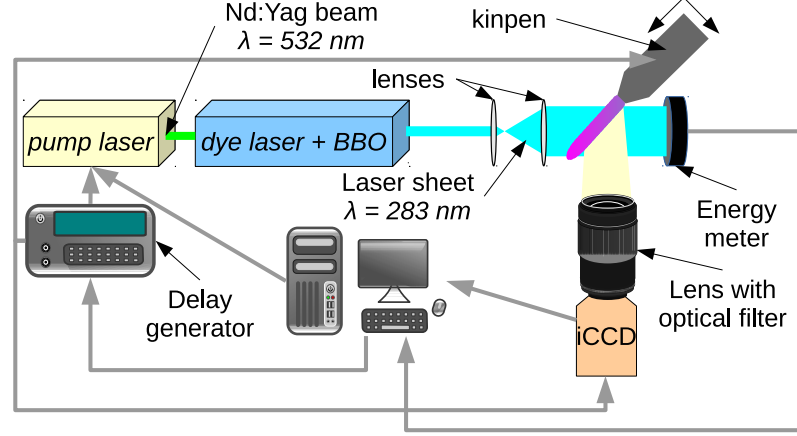 Nd:Yag beam
λ = 532 nm
kinpen
lenses
pump laser
dye laser + BBO
Laser sheet
λ = 283 nm
Energy
meter
Delay
generator
Lens with
optical filter
iCCD